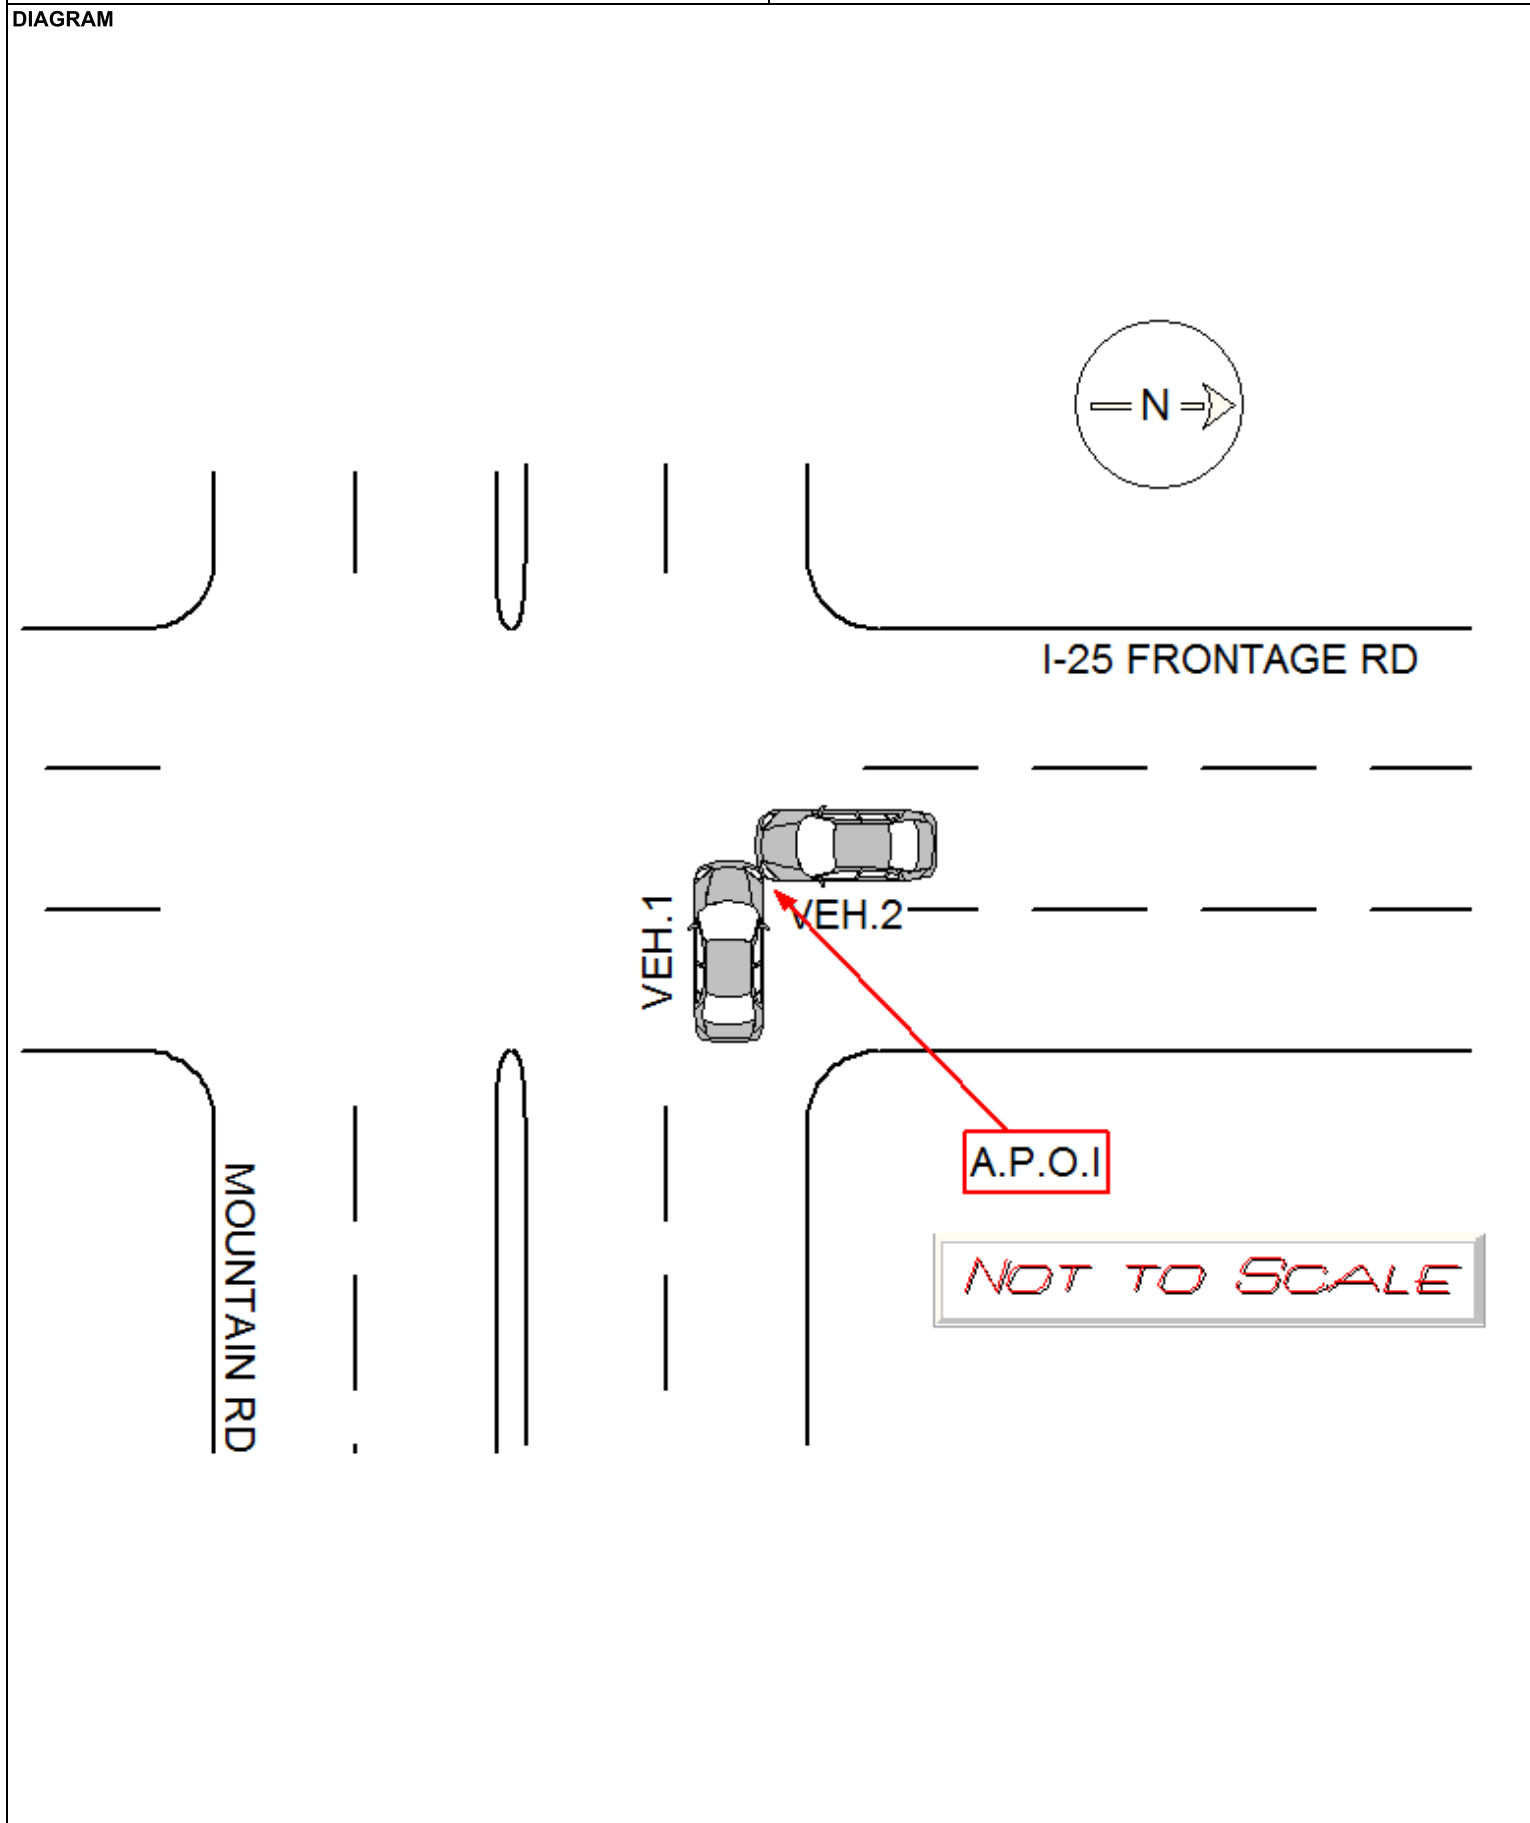 DIAGRAM
N
I-25 FRONTAGE RD
VEH.1
VEH.2
A.P.O.I
MOUNTAIN RD
NOT TO SCALE